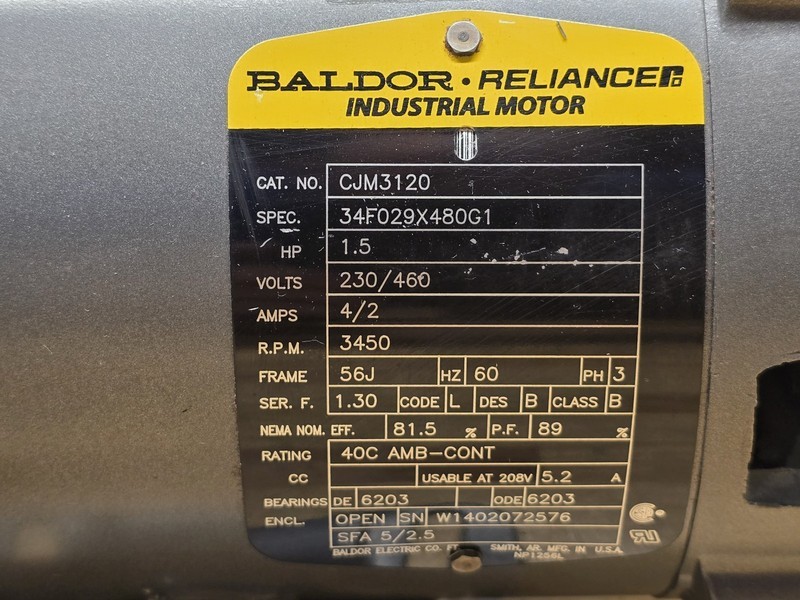 BALDOR • RELIANCE
INDUSTRIAL MOTOR
CAT. NO. CJM3120
SPEC. 34F029X480G1
HP 1.5
VOLTS 230/460
AMPS 4/2
R.P.M. 3450
FRAME 56J HZ 60 PH 3
SER. F. 1.30 CODE L DES B CLASS B
NEMA NOM. EFF. 81.5 % P.F. 89 %
RATING 40C AMB-CONT
CC USABLE AT 208V 5.2 A
BEARINGS DE 6203 ODE 6203
ENCL. OPEN SN W1402072576
SFA 5/2.5
BALDOR ELECTRIC CO. FT SMITH, AR. MFG. IN U.S.A.
NP1256L